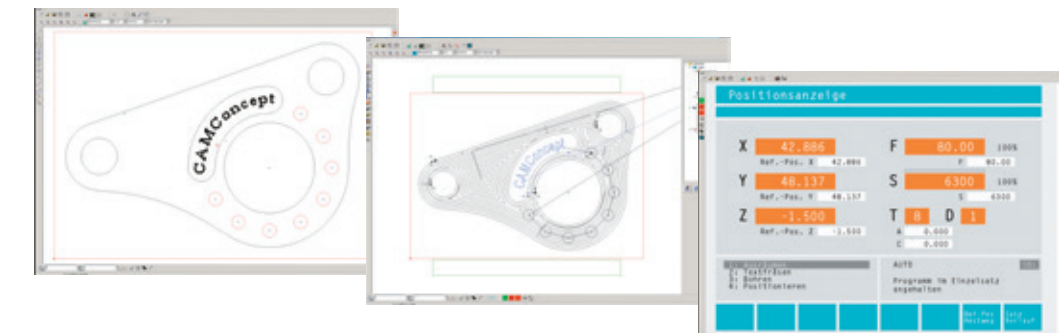 CAMConcept
CAMConcept
Positionsanzeige
X 42.886 F 80.00 100%
Ref.-Pos. X 42.886 F 80.00
Y 48.137 S 6300 100%
Ref.-Pos. Y 48.137 S 6300
Z -1.500 T 8 D 1
Ref.-Pos. Z -1.500 A 0.000
C 0.000
2: Textfräsen
3: Bohren
4: Positionieren
AUTO
Programm im Einzelsatz
angehalten